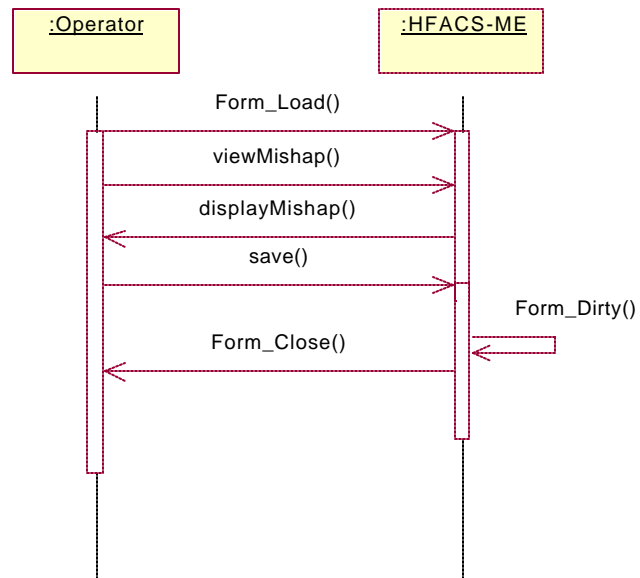 :Operator
:HFACS-ME
Form_Load()
viewMishap()
displayMishap()
save()
Form_Dirty()
Form_Close()